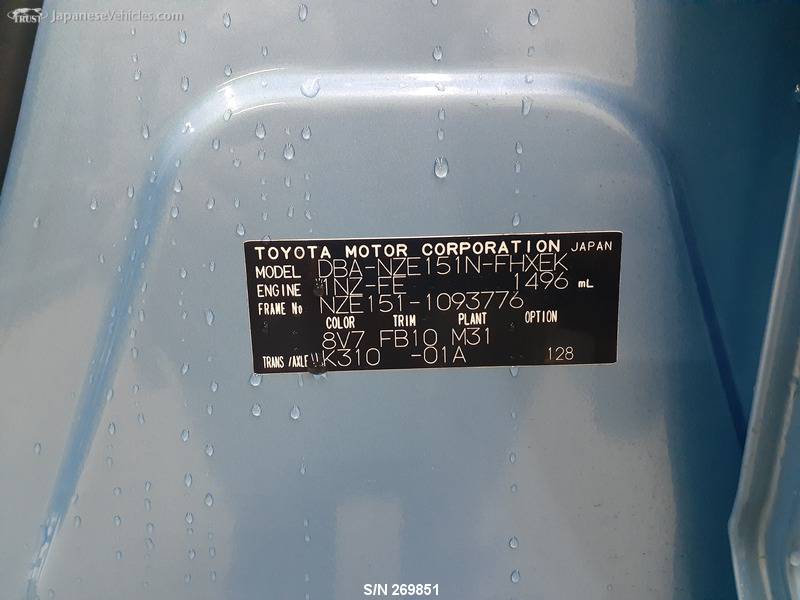 TRUST JapaneseVehicles.com
TOYOTA MOTOR CORPORATION JAPAN
MODEL DBA-NZE151N-FHXEK
ENGINE 1NZ-FE 1496 mL
FRAME No NZE151-1093776
COLOR TRIM PLANT OPTION
8V7 FB10 M31
TRANS/AXLE K310 -01A 128
S/N 269851